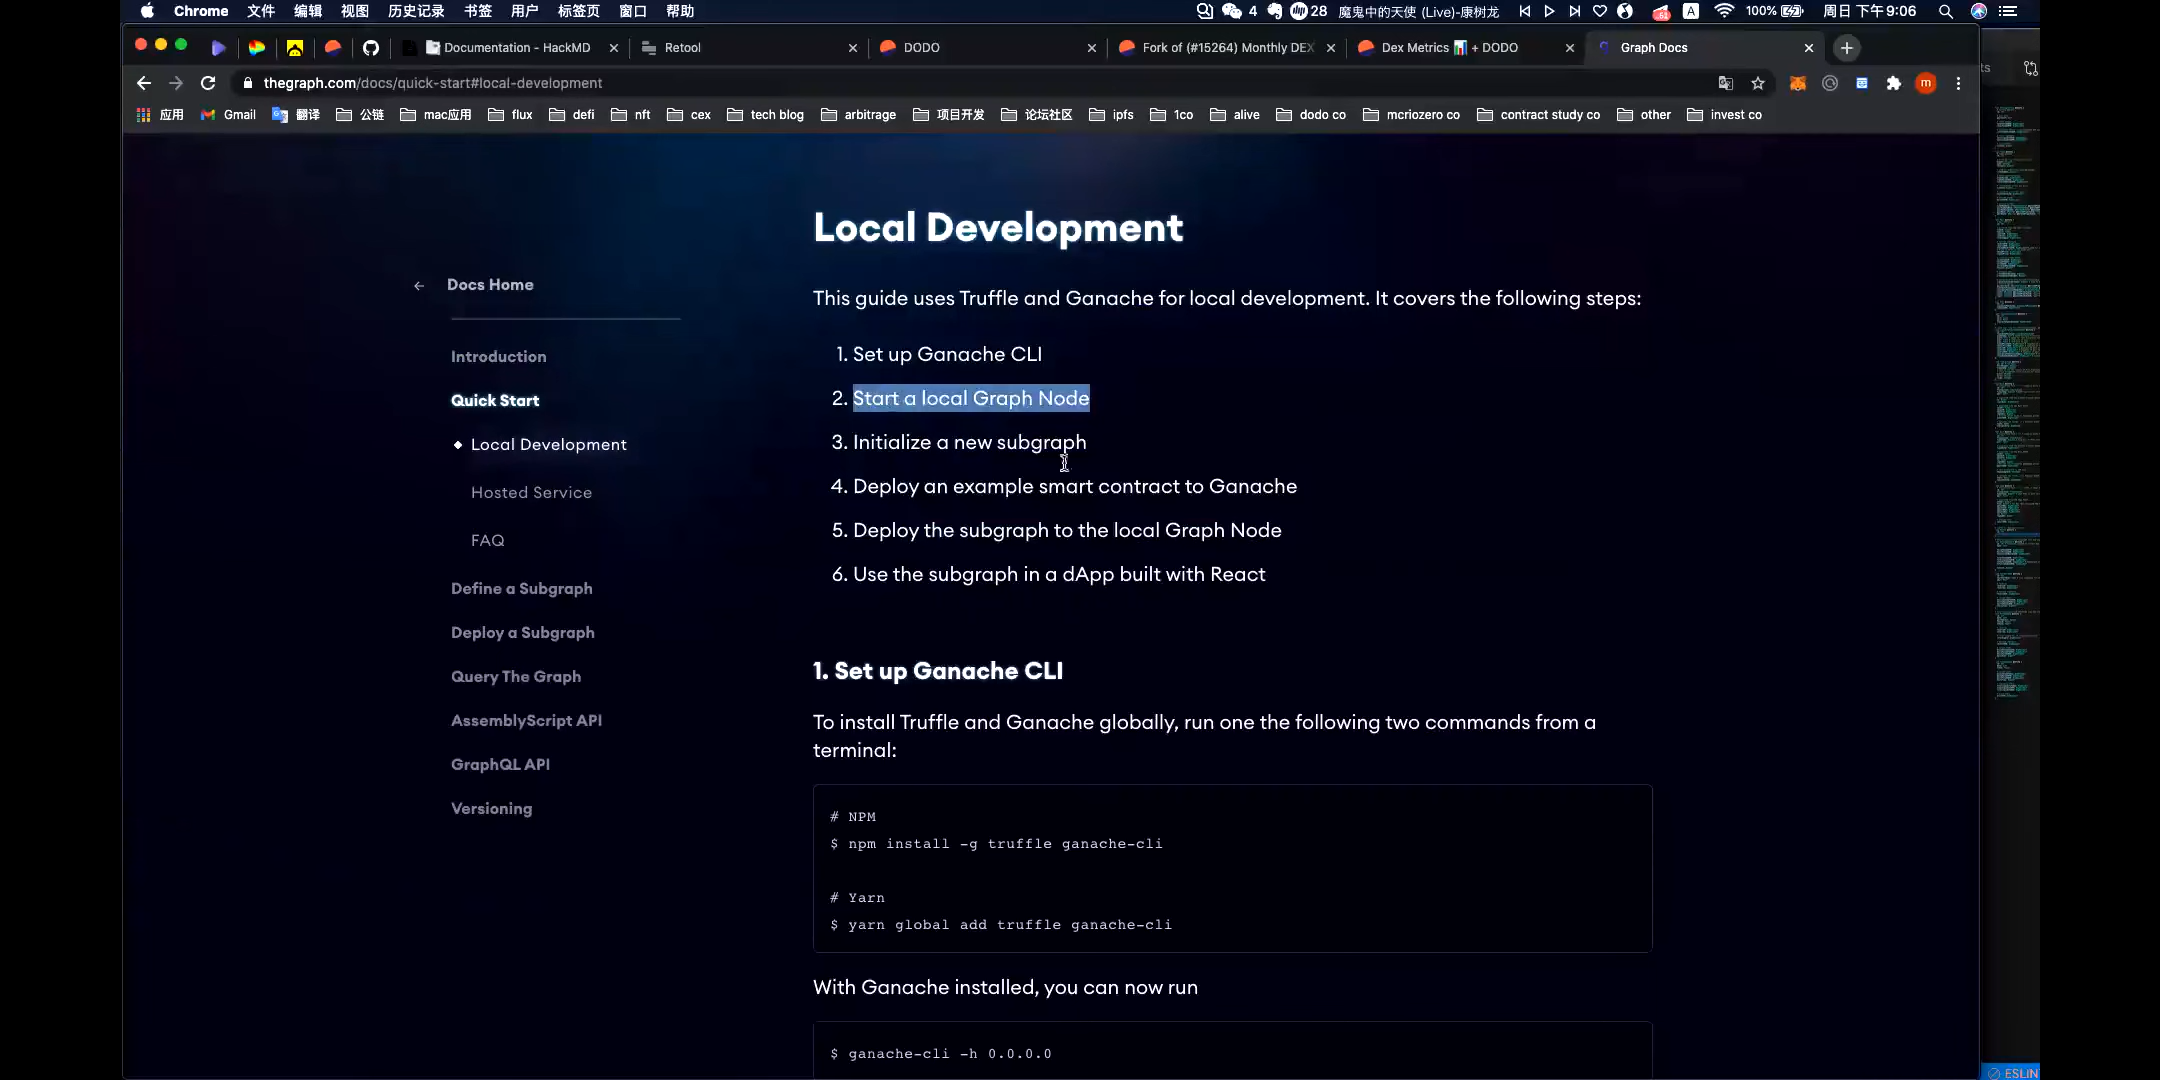 Chrome 文件 编辑 视图 历史记录 书签 用户 标签页 窗口 帮助 4 28 魔鬼中的天使 (Live)-康树龙 A 100% 周日 下午9:06
Documentation - HackMD Retool DODO Fork of (#15264) Monthly DEX Dex Metrics 📊 + DODO Graph Docs
thegraph.com/docs/quick-start#local-development
应用 Gmail 翻译 公链 mac应用 flux defi nft cex tech blog arbitrage 项目开发 论坛社区 ipfs 1co alive dodo co mcriozero co contract study co other invest co
Local Development
← Docs Home
This guide uses Truffle and Ganache for local development. It covers the following steps:
Introduction
1. Set up Ganache CLI
Quick Start
2. Start a local Graph Node
Local Development
3. Initialize a new subgraph
Hosted Service
4. Deploy an example smart contract to Ganache
FAQ
5. Deploy the subgraph to the local Graph Node
Define a Subgraph
6. Use the subgraph in a dApp built with React
Deploy a Subgraph
Query The Graph
AssemblyScript API
GraphQL API
Versioning
1. Set up Ganache CLI
To install Truffle and Ganache globally, run one the following two commands from a
terminal:
# NPM
$ npm install -g truffle ganache-cli
# Yarn
$ yarn global add truffle ganache-cli
With Ganache installed, you can now run
$ ganache-cli -h 0.0.0.0
ESLIN